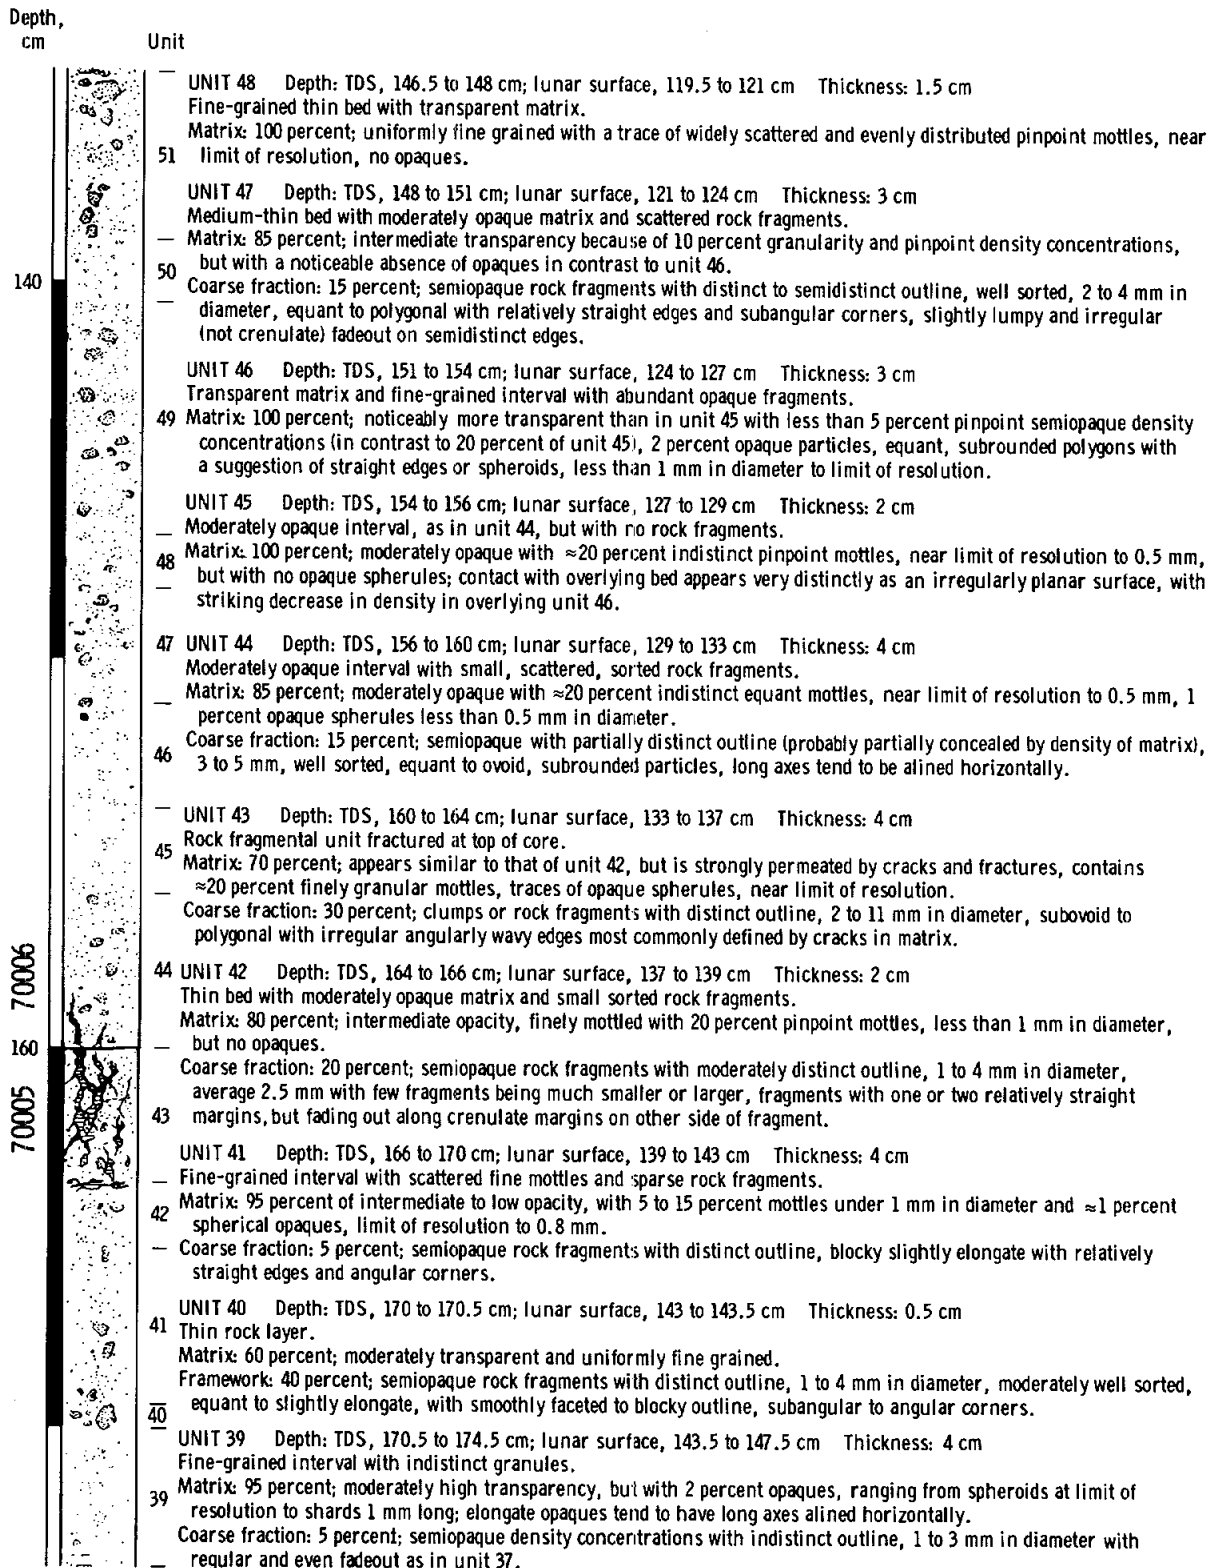 Depth,
cm
Unit
UNIT 48 Depth: TDS, 146.5 to 148 cm; lunar surface, 119.5 to 121 cm Thickness: 1.5 cm
Fine-grained thin bed with transparent matrix.
Matrix: 100 percent; uniformly fine grained with a trace of widely scattered and evenly distributed pinpoint mottles, near
51 limit of resolution, no opaques.
UNIT 47 Depth: TDS, 148 to 151 cm; lunar surface, 121 to 124 cm Thickness: 3 cm
Medium-thin bed with moderately opaque matrix and scattered rock fragments.
Matrix: 85 percent; intermediate transparency because of 10 percent granularity and pinpoint density concentrations,
50 but with a noticeable absence of opaques in contrast to unit 46.
140 Coarse fraction: 15 percent; semiopaque rock fragments with distinct to semidistinct outline, well sorted, 2 to 4 mm in
diameter, equant to polygonal with relatively straight edges and subangular corners, slightly lumpy and irregular
(not crenulate) fadeout on semidistinct edges.
UNIT 46 Depth: TDS, 151 to 154 cm; lunar surface, 124 to 127 cm Thickness: 3 cm
Transparent matrix and fine-grained interval with abundant opaque fragments.
49 Matrix: 100 percent; noticeably more transparent than in unit 45 with less than 5 percent pinpoint semiopaque density
concentrations (in contrast to 20 percent of unit 45), 2 percent opaque particles, equant, subrounded polygons with
a suggestion of straight edges or spheroids, less than 1 mm in diameter to limit of resolution.
UNIT 45 Depth: TDS, 154 to 156 cm; lunar surface, 127 to 129 cm Thickness: 2 cm
Moderately opaque interval, as in unit 44, but with no rock fragments.
48 Matrix: 100 percent; moderately opaque with ≈20 percent indistinct pinpoint mottles, near limit of resolution to 0.5 mm,
but with no opaque spherules; contact with overlying bed appears very distinctly as an irregularly planar surface, with
striking decrease in density in overlying unit 46.
47 UNIT 44 Depth: TDS, 156 to 160 cm; lunar surface, 129 to 133 cm Thickness: 4 cm
Moderately opaque interval with small, scattered, sorted rock fragments.
Matrix: 85 percent; moderately opaque with ≈20 percent indistinct equant mottles, near limit of resolution to 0.5 mm, 1
percent opaque spherules less than 0.5 mm in diameter.
46 Coarse fraction: 15 percent; semiopaque with partially distinct outline (probably partially concealed by density of matrix),
3 to 5 mm, well sorted, equant to ovoid, subrounded particles, long axes tend to be alined horizontally.
UNIT 43 Depth: TDS, 160 to 164 cm; lunar surface, 133 to 137 cm Thickness: 4 cm
45 Rock fragmental unit fractured at top of core.
Matrix: 70 percent; appears similar to that of unit 42, but is strongly permeated by cracks and fractures, contains
≈20 percent finely granular mottles, traces of opaque spherules, near limit of resolution.
Coarse fraction: 30 percent; clumps or rock fragments with distinct outline, 2 to 11 mm in diameter, subovoid to
polygonal with irregular angularly wavy edges most commonly defined by cracks in matrix.
70006
44 UNIT 42 Depth: TDS, 164 to 166 cm; lunar surface, 137 to 139 cm Thickness: 2 cm
Thin bed with moderately opaque matrix and small sorted rock fragments.
Matrix: 80 percent; intermediate opacity, finely mottled with 20 percent pinpoint mottles, less than 1 mm in diameter,
160 but no opaques.
Coarse fraction: 20 percent; semiopaque rock fragments with moderately distinct outline, 1 to 4 mm in diameter,
average 2.5 mm with few fragments being much smaller or larger, fragments with one or two relatively straight
70005
43 margins, but fading out along crenulate margins on other side of fragment.
UNIT 41 Depth: TDS, 166 to 170 cm; lunar surface, 139 to 143 cm Thickness: 4 cm
Fine-grained interval with scattered fine mottles and sparse rock fragments.
42 Matrix: 95 percent of intermediate to low opacity, with 5 to 15 percent mottles under 1 mm in diameter and ≈1 percent
spherical opaques, limit of resolution to 0.8 mm.
Coarse fraction: 5 percent; semiopaque rock fragments with distinct outline, blocky slightly elongate with relatively
straight edges and angular corners.
UNIT 40 Depth: TDS, 170 to 170.5 cm; lunar surface, 143 to 143.5 cm Thickness: 0.5 cm
41 Thin rock layer.
Matrix: 60 percent; moderately transparent and uniformly fine grained.
Framework: 40 percent; semiopaque rock fragments with distinct outline, 1 to 4 mm in diameter, moderately well sorted,
40 equant to slightly elongate, with smoothly faceted to blocky outline, subangular to angular corners.
UNIT 39 Depth: TDS, 170.5 to 174.5 cm; lunar surface, 143.5 to 147.5 cm Thickness: 4 cm
Fine-grained interval with indistinct granules.
39 Matrix: 95 percent; moderately high transparency, but with 2 percent opaques, ranging from spheroids at limit of
resolution to shards 1 mm long; elongate opaques tend to have long axes alined horizontally.
Coarse fraction: 5 percent; semiopaque density concentrations with indistinct outline, 1 to 3 mm in diameter with
regular and even fadeout as in unit 37.